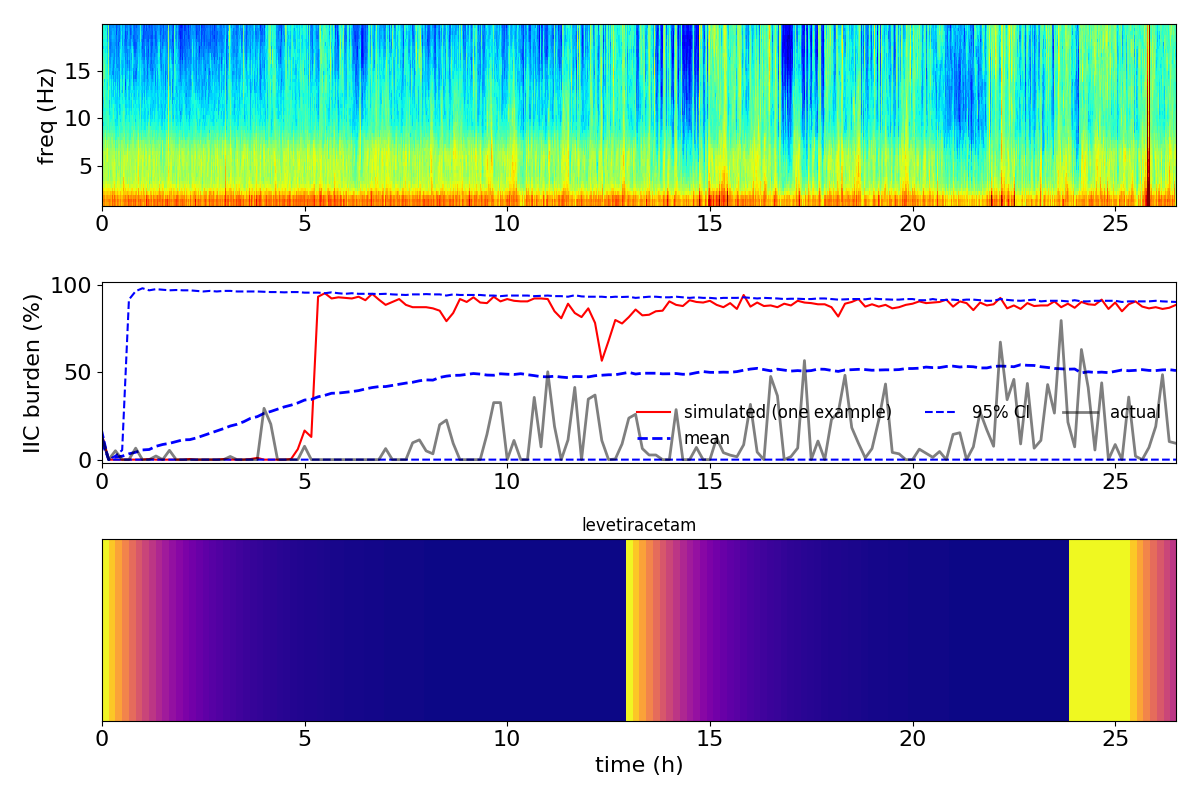 freq (Hz)
15
10
5
0 5 10 15 20 25
IIC burden (%)
100
50
0
simulated (one example) 95% CI actual
mean
0 5 10 15 20 25
levetiracetam
0 5 10 15 20 25
time (h)